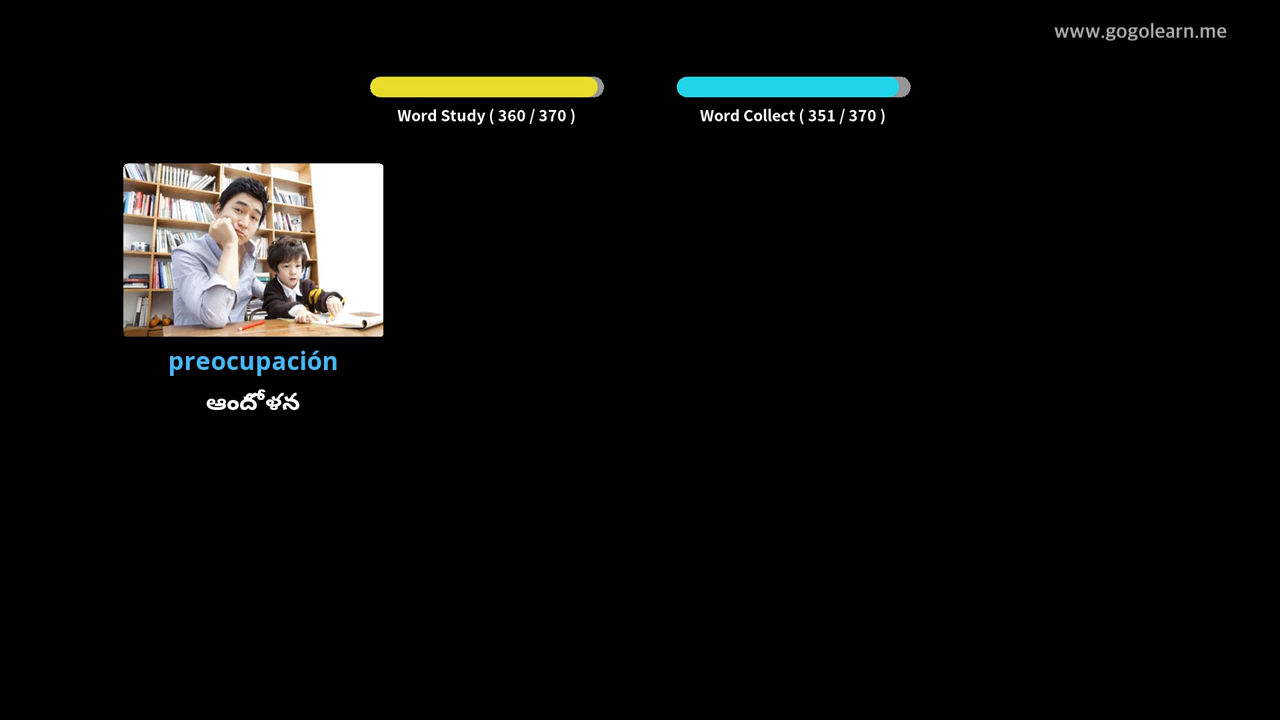 www.gogolearn.me
Word Study ( 360 / 370 )
Word Collect ( 351 / 370 )
preocupación
ఆందోళన